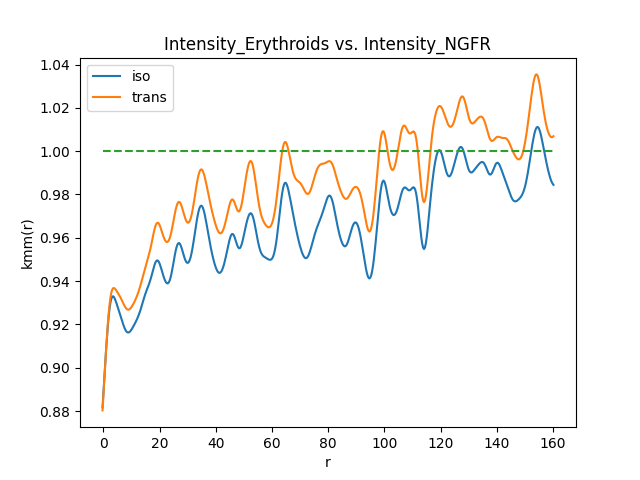 Intensity_Erythroids vs. Intensity_NGFR
iso
trans
1.04
1.02
1.00
0.98
0.96
0.94
0.92
0.90
0.88
kmm(r)
0 20 40 60 80 100 120 140 160
r